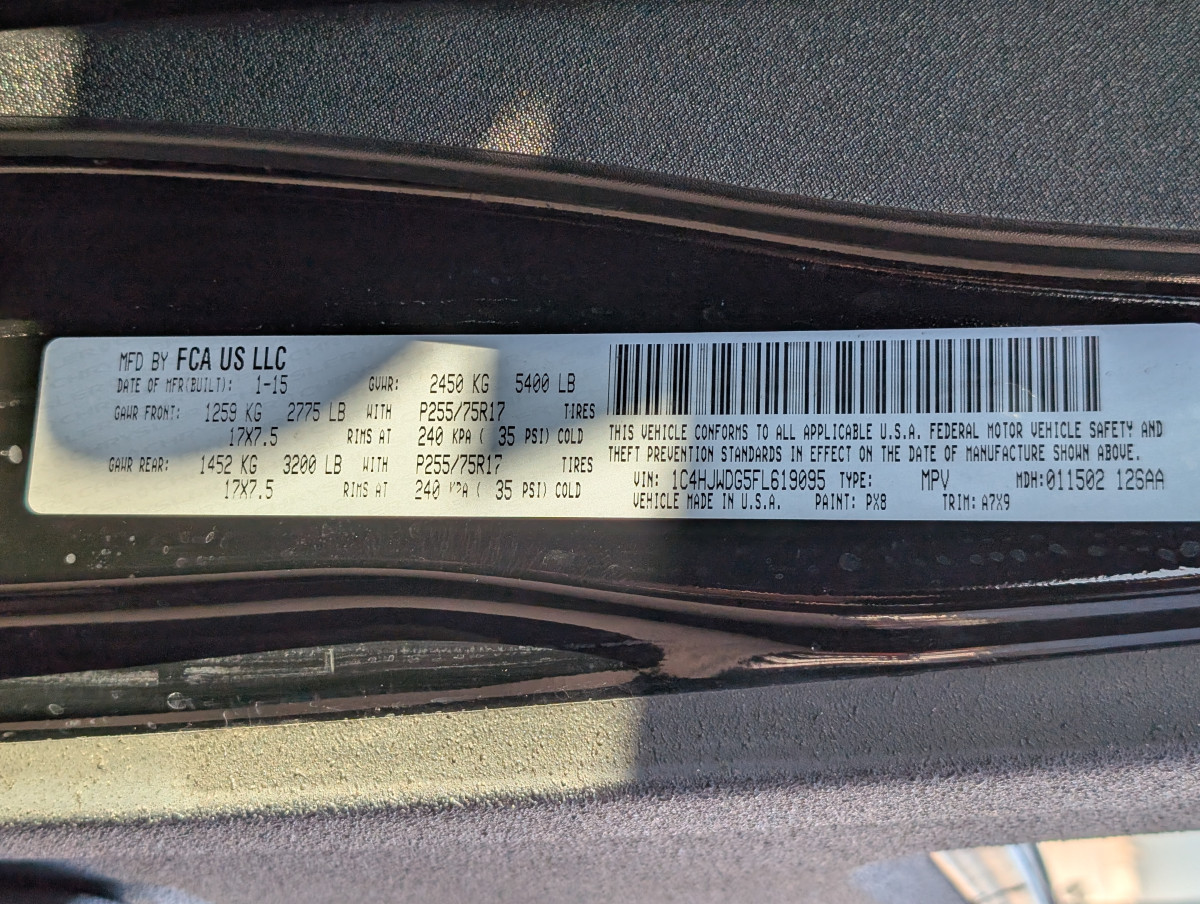 MFD BY FCA US LLC
DATE OF MFR(BUILT): 1-15 GVWR: 2450 KG 5400 LB
GAWR FRONT: 1259 KG 2775 LB WITH P255/75R17 TIRES
17X7.5 RIMS AT 240 KPA ( 35 PSI) COLD
GAWR REAR: 1452 KG 3200 LB WITH P255/75R17 TIRES
17X7.5 RIMS AT 240 KPA ( 35 PSI) COLD
THIS VEHICLE CONFORMS TO ALL APPLICABLE U.S.A. FEDERAL MOTOR VEHICLE SAFETY AND
THEFT PREVENTION STANDARDS IN EFFECT ON THE DATE OF MANUFACTURE SHOWN ABOVE.
VIN: 1C4HJWDG5FL619095 TYPE: MPV MDH:011502 126AA
VEHICLE MADE IN U.S.A. PAINT: PX8 TRIM: A7X9